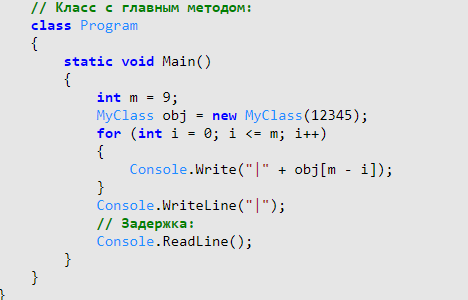 // Класс с главным методом:
class Program
{
static void Main()
{
int m = 9;
MyClass obj = new MyClass(12345);
for (int i = 0; i <= m; i++)
{
Console.Write("|" + obj[m - i]);
}
Console.WriteLine("|");
// Задержка:
Console.ReadLine();
}
}
}